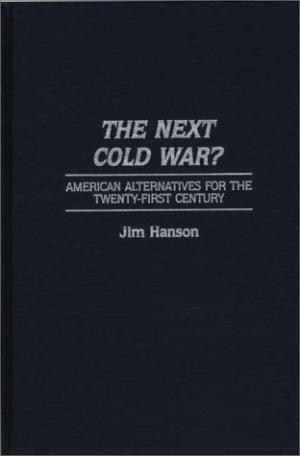 THE NEXT
COLD WAR?
AMERICAN ALTERNATIVES FOR THE
TWENTY-FIRST CENTURY
Jim Hanson